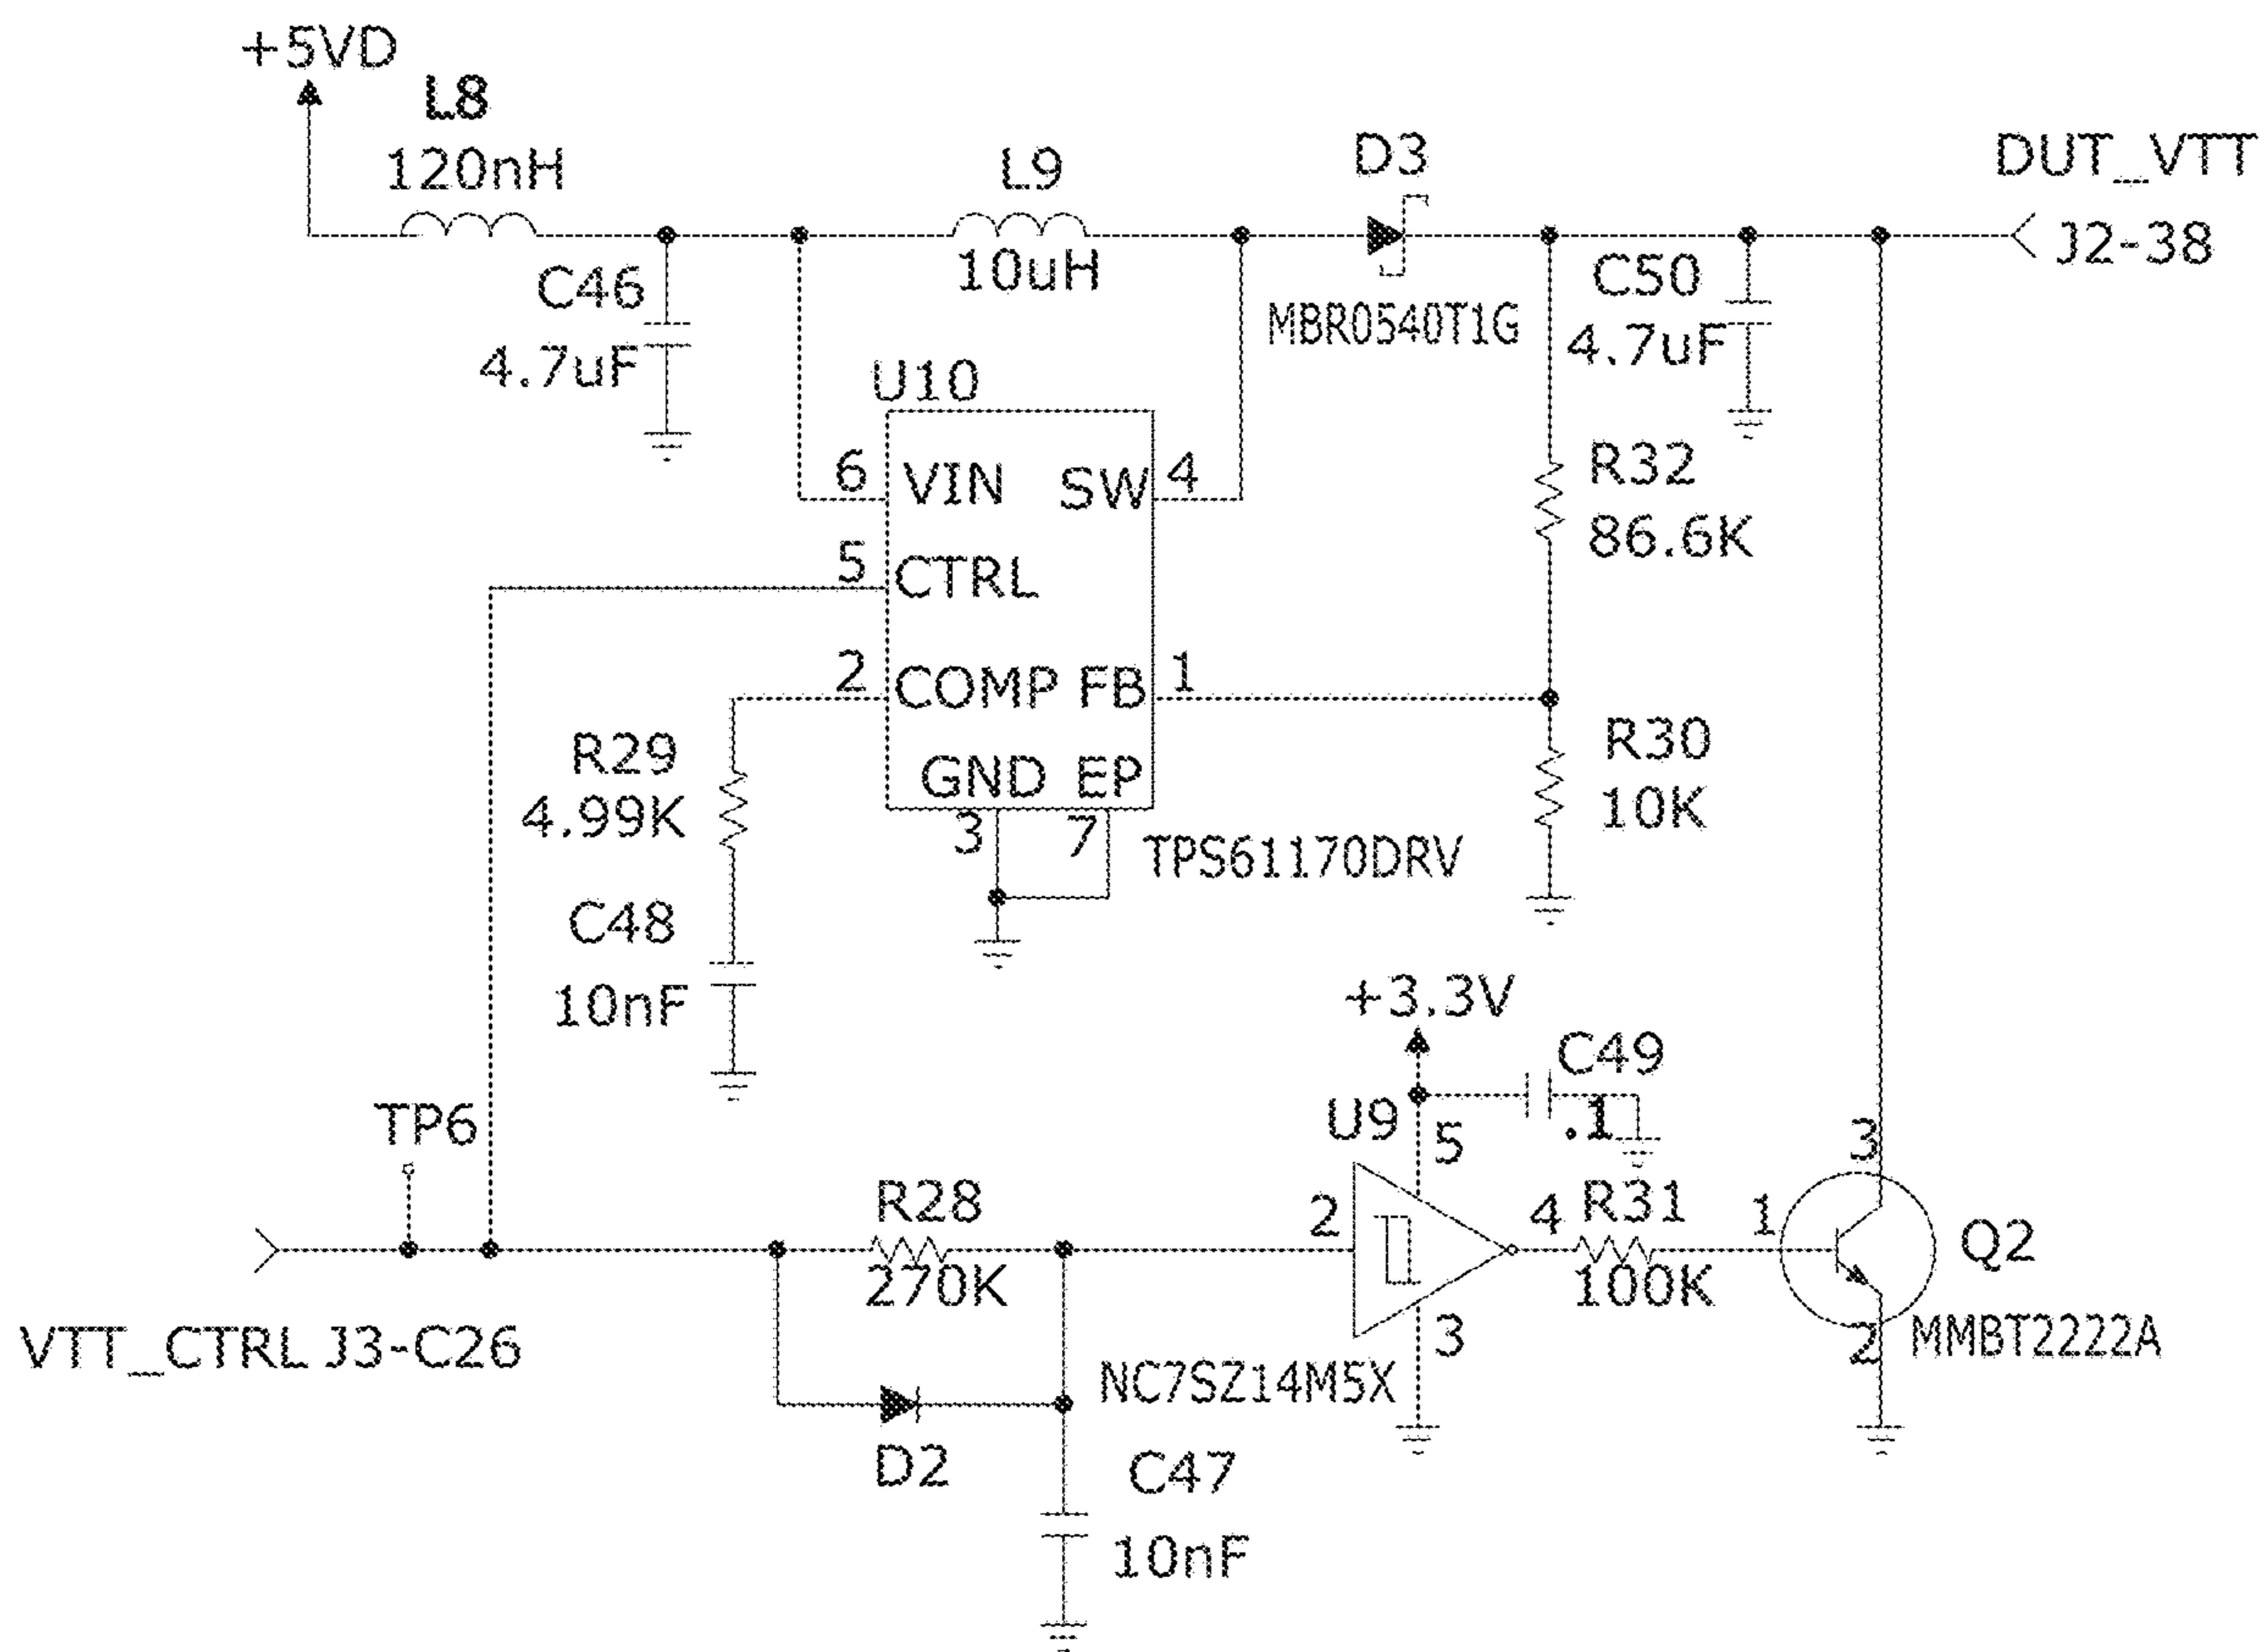 +5VD
L8
120nH
L9
10uH
D3
MBR0540T1G
DUT_VTT
J2-38
C46
4.7uF
C50
4.7uF
U10
6 VIN SW 4
5 CTRL
2 COMP FB 1
GND EP
3 7
TPS61170DRV
R32
86.6K
R30
10K
R29
4.99K
C48
10nF
+3.3V
C49
.1
U9
5
TP6
R28
270K
2
4
3
NC7SZ14M5X
R31
100K
3
1
2
Q2
MMBT2222A
VTT_CTRL J3-C26
D2
C47
10nF